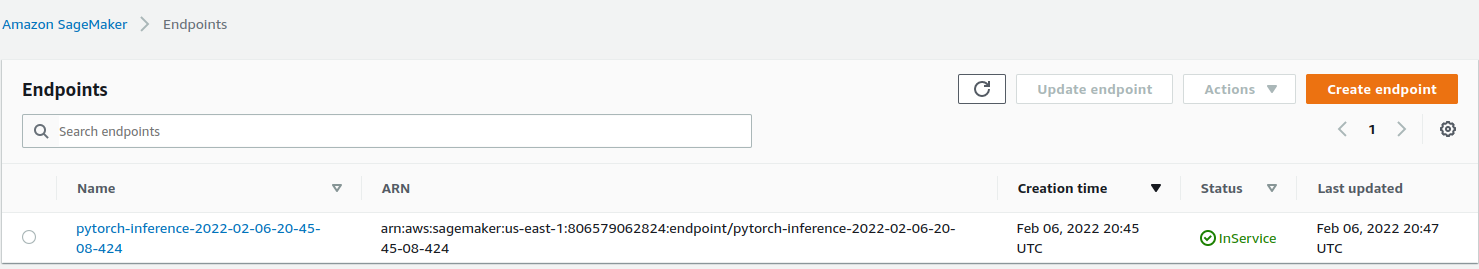 Amazon SageMaker > Endpoints
Endpoints
Update endpoint
Actions
Create endpoint
Search endpoints
1
Name ARN Creation time Status Last updated
pytorch-inference-2022-02-06-20-45- arn:aws:sagemaker:us-east-1:806579062824:endpoint/pytorch-inference-2022-02-06-20- Feb 06, 2022 20:45 InService Feb 06, 2022 20:47
08-424 45-08-424 UTC UTC